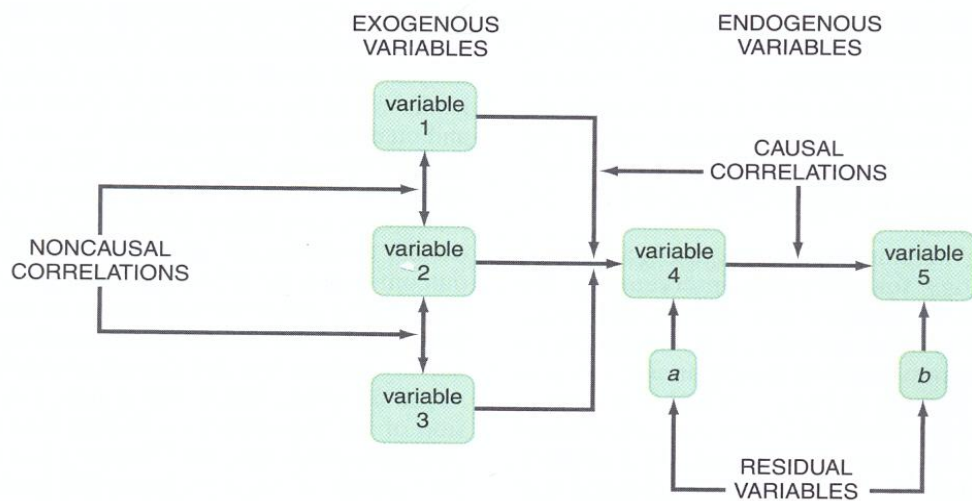 EXOGENOUS
VARIABLES
ENDOGENOUS
VARIABLES
variable
1
CAUSAL
CORRELATIONS
NONCAUSAL
CORRELATIONS
variable
2
variable
4
variable
5
a
b
variable
3
RESIDUAL
VARIABLES